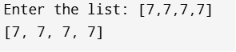 Enter the list: [7,7,7,7]
[7, 7, 7, 7]